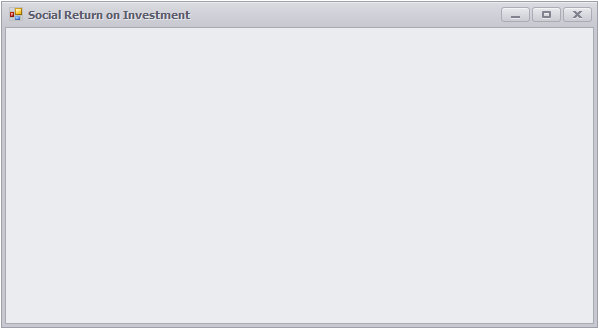 Social Return on Investment